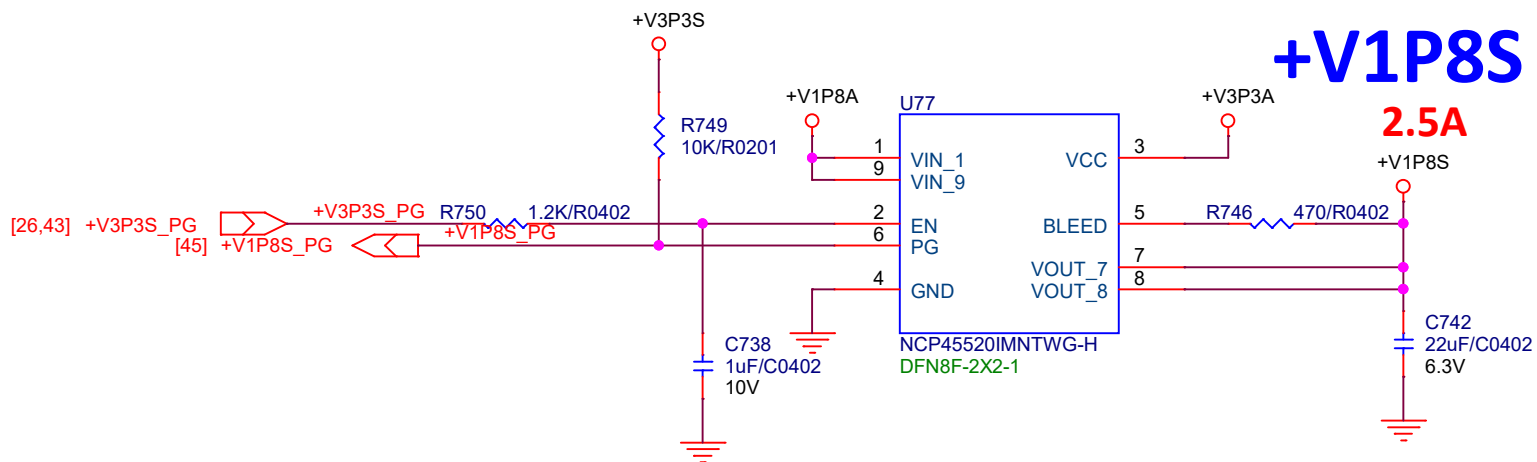 +V1P8S
2.5A
+V3P3S
R749
10K/R0201
+V1P8A
U77
+V3P3A
+V1P8S
1
VIN_1
9
VIN_9
VCC
3
[26,43] +V3P3S_PG
+V3P3S_PG
R750 1.2K/R0402
2
EN
BLEED
5
R746 470/R0402
[45] +V1P8S_PG
+V1P8S_PG
6
PG
VOUT_7
7
4
GND
VOUT_8
8
NCP45520IMNTWG-H
DFN8F-2X2-1
C738
1uF/C0402
10V
C742
22uF/C0402
6.3V